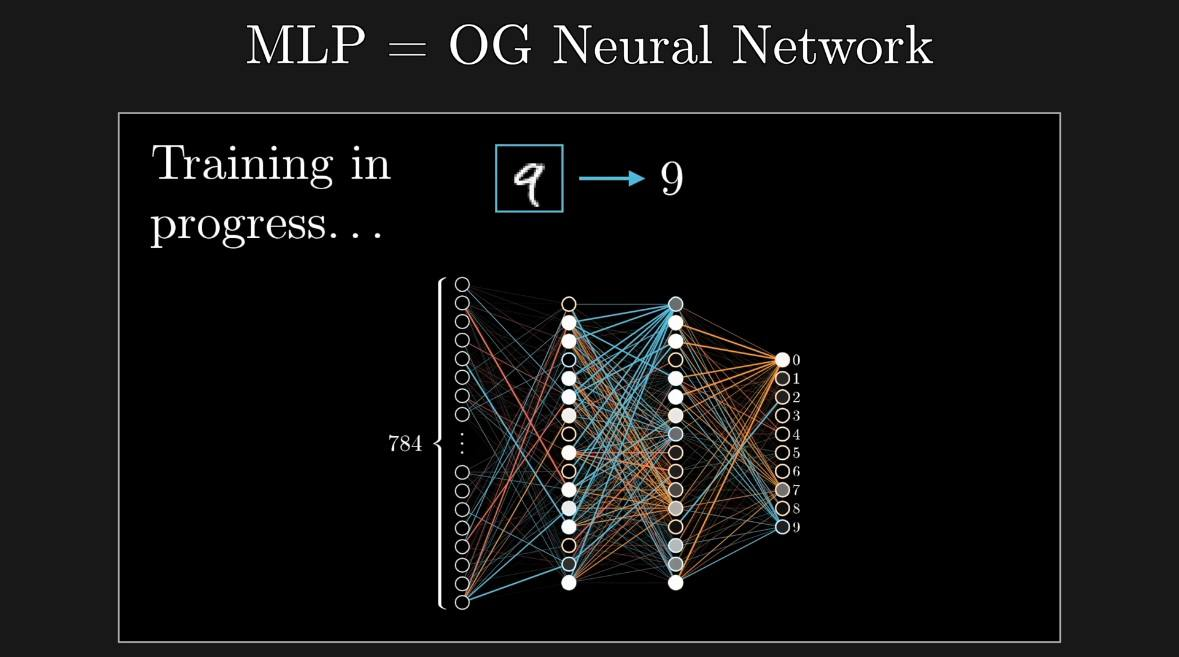 MLP = OG Neural Network
Training in
progress...
9 → 9
784
0
1
2
3
4
5
6
7
8
9